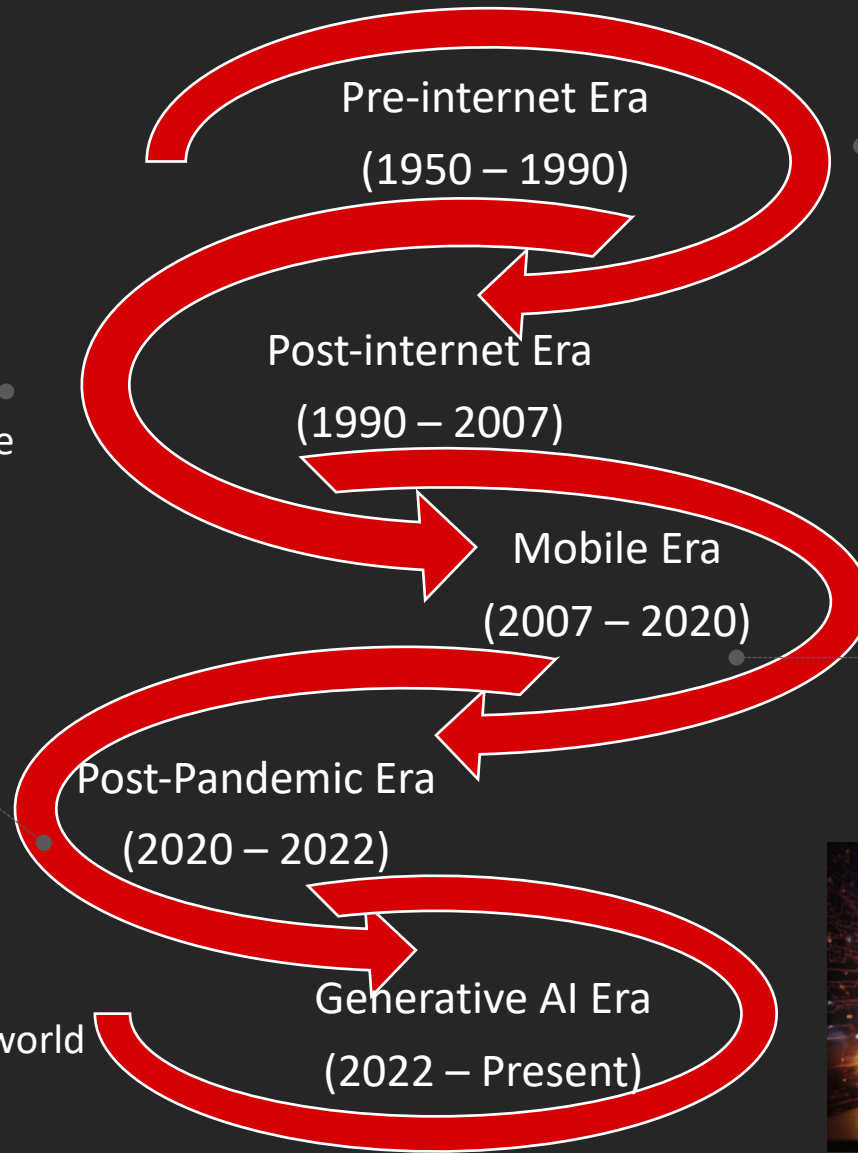 Pre-internet Era
(1950 – 1990)
Post-internet Era
(1990 – 2007)
e
Mobile Era
(2007 – 2020)
Post-Pandemic Era
(2020 – 2022)
Generative AI Era
world
(2022 – Present)